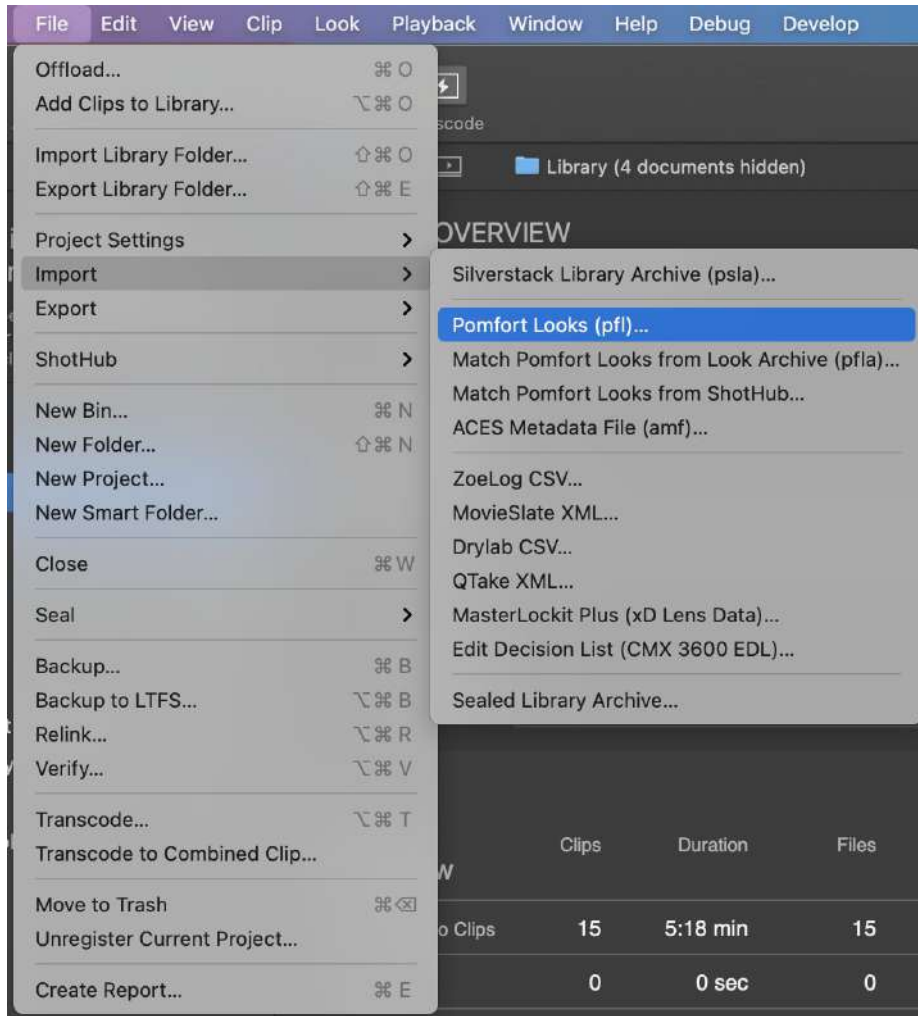 File Edit View Clip Look Playback Window Help Debug Develop
Offload... ⌘ O
Add Clips to Library... ⌥⌘ O
scode
Import Library Folder... ⇧⌘ O
Library (4 documents hidden)
Export Library Folder... ⇧⌘ E
Project Settings
OVERVIEW
Import
Export
ShotHub
New Bin... ⌘ N
New Folder... ⇧⌘ N
New Project...
New Smart Folder...
Close ⌘ W
Seal
Backup... ⌘ B
Backup to LTFS... ⌥⌘ B
Relink... ⌥⌘ R
Verify... ⌥⌘ V
Transcode... ⌥⌘ T
Transcode to Combined Clip...
Move to Trash ⌘⌫
Unregister Current Project...
Create Report... ⌘ E
Silverstack Library Archive (psla)...
Pomfort Looks (pfl)...
Match Pomfort Looks from Look Archive (pfla)...
Match Pomfort Looks from ShotHub...
ACES Metadata File (amf)...
ZoeLog CSV...
MovieSlate XML...
Drylab CSV...
QTake XML...
MasterLockit Plus (xD Lens Data)...
Edit Decision List (CMX 3600 EDL)...
Sealed Library Archive...
Clips Duration Files
W
o Clips 15 5:18 min 15
0 0 sec 0